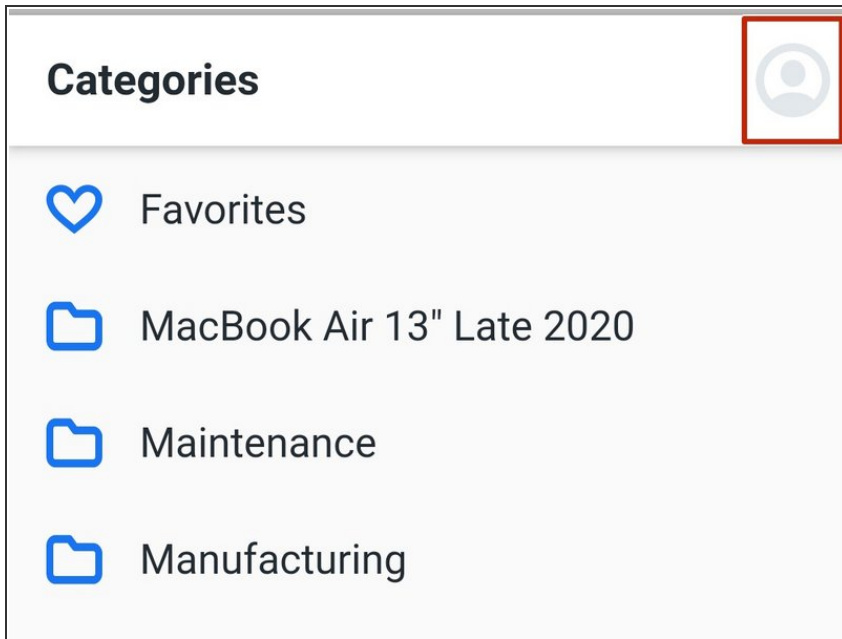 Categories
Favorites
MacBook Air 13" Late 2020
Maintenance
Manufacturing